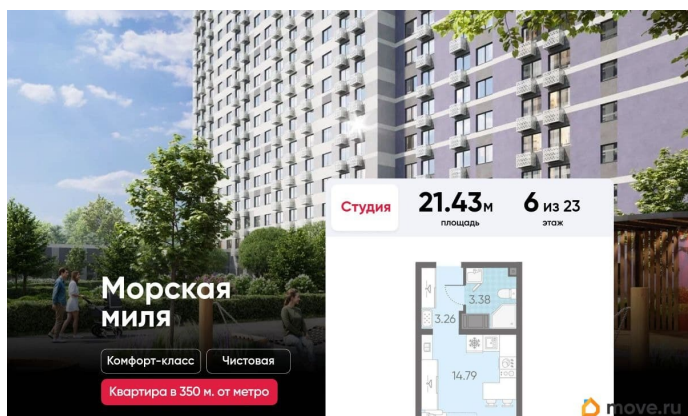 Студия
21.43м
площадь
6 из 23
этаж
Морская
миля
Комфорт-класс
Чистовая
Квартира в 350 м. от метро
3.38
3.26
14.79
move.ru